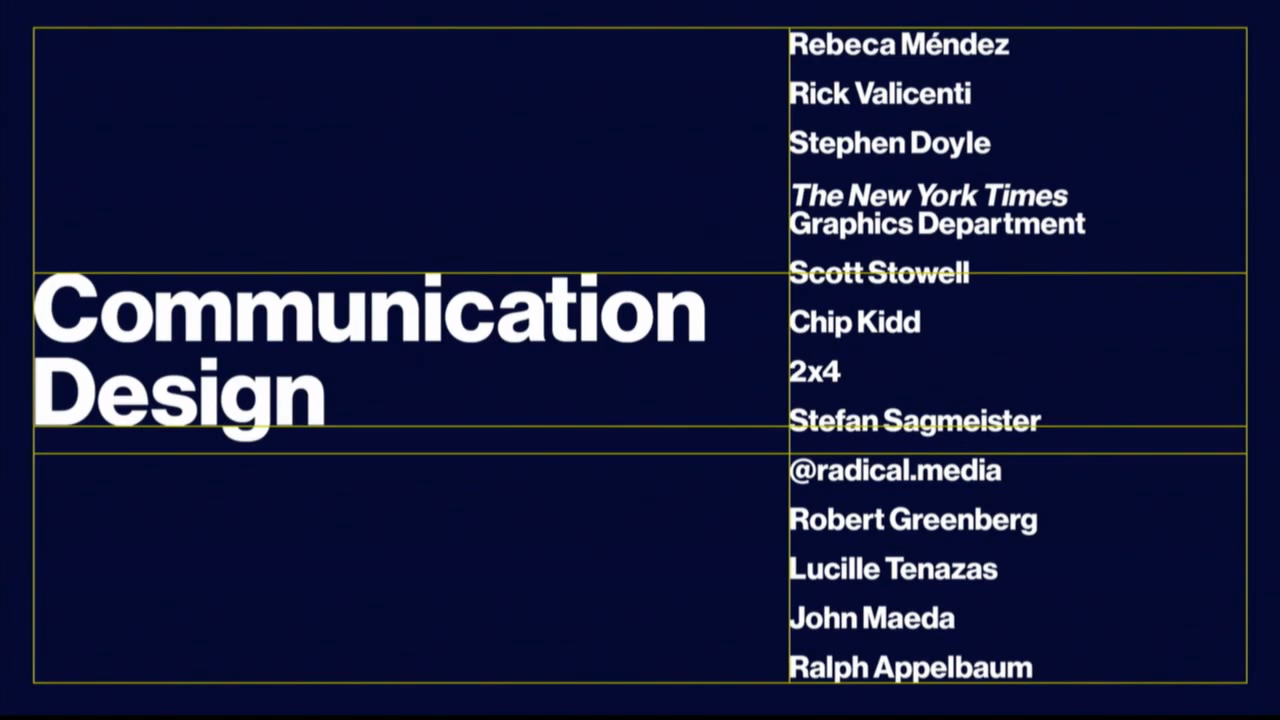 Communication
Design
Rebeca Méndez
Rick Valicenti
Stephen Doyle
The New York Times
Graphics Department
Scott Stowell
Chip Kidd
2x4
Stefan Sagmeister
@radical.media
Robert Greenberg
Lucille Tenazas
John Maeda
Ralph Appelbaum